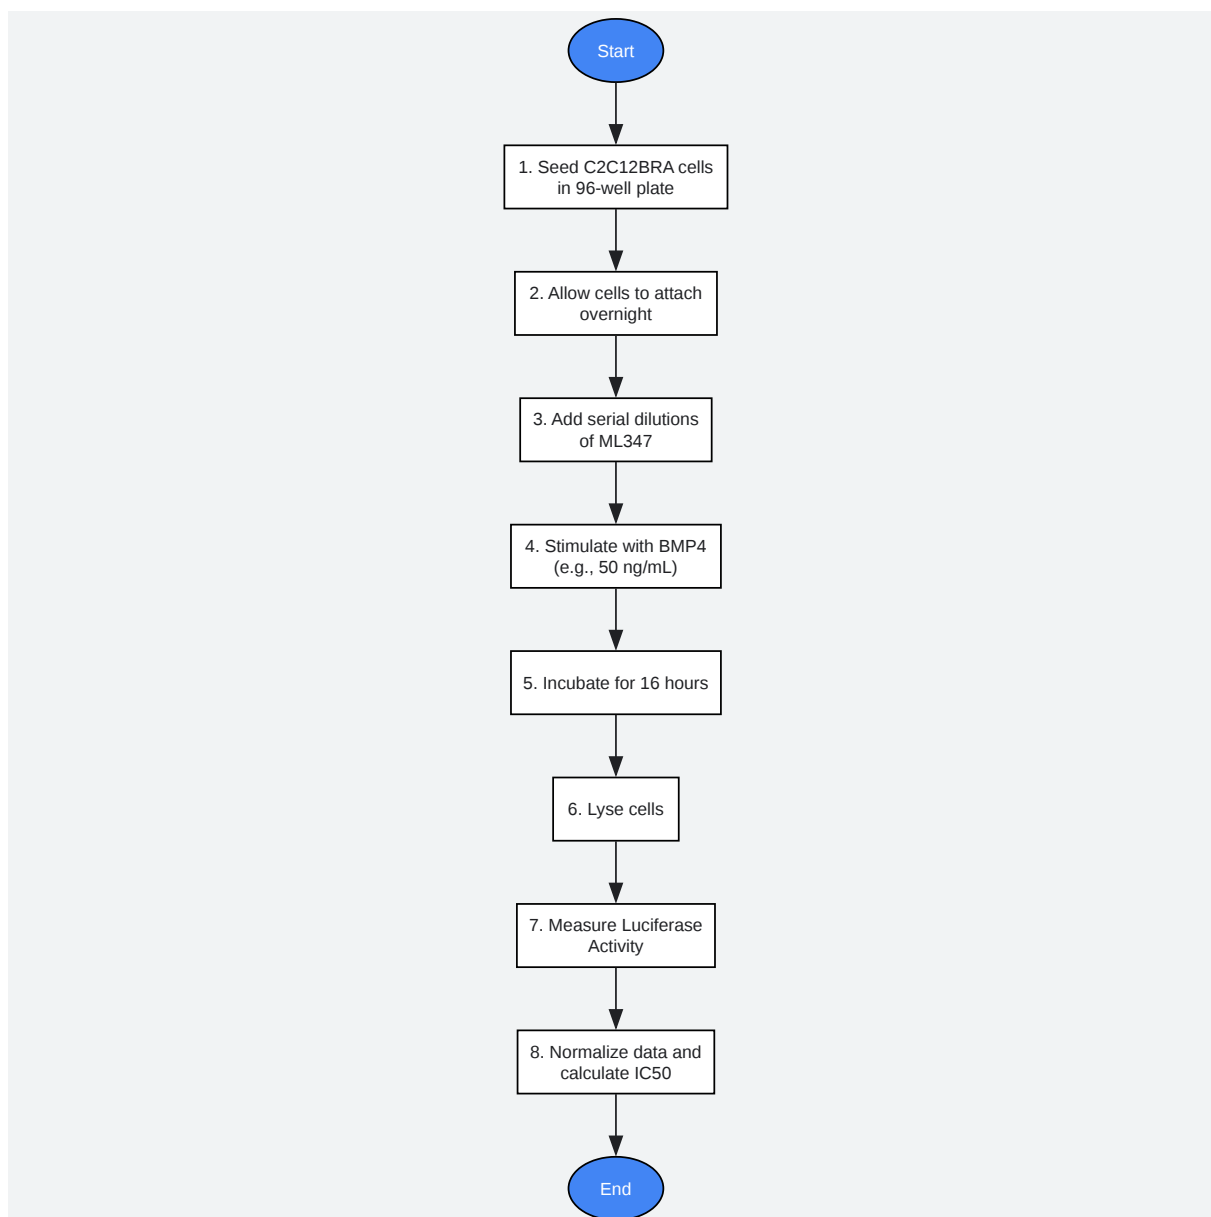 Start
1. Seed C2C12BRA cells
in 96-well plate
2. Allow cells to attach
overnight
3. Add serial dilutions
of ML347
4. Stimulate with BMP4
(e.g., 50 ng/mL)
5. Incubate for 16 hours
6. Lyse cells
7. Measure Luciferase
Activity
8. Normalize data and
calculate IC50
End